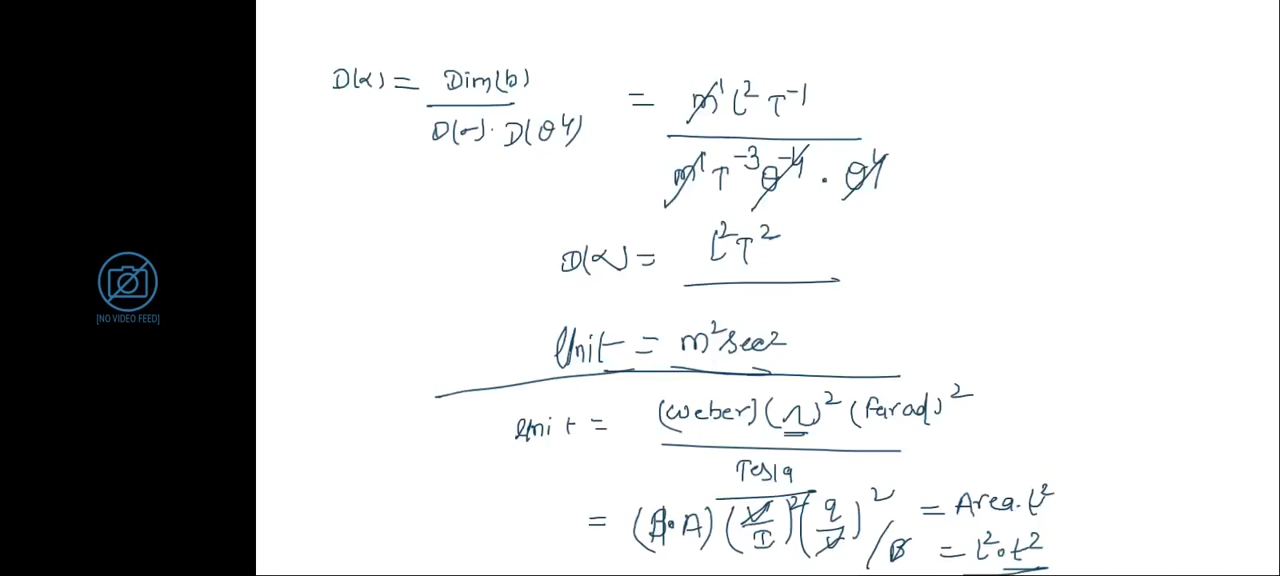 D(α) = Dim(b) / D(σ)· D(θ⁴) = M¹ L² T⁻¹ / M¹ T⁻³ θ⁻⁴ . θ⁴
D(α) = L² T²
[NO VIDEO FEED]
Unit = m² sec²
Unit = (Weber) (Ω)² (farad)² / Tesla
= (B·A) (V/I)² (q/V)² / B = Area. t²
= L² · t²